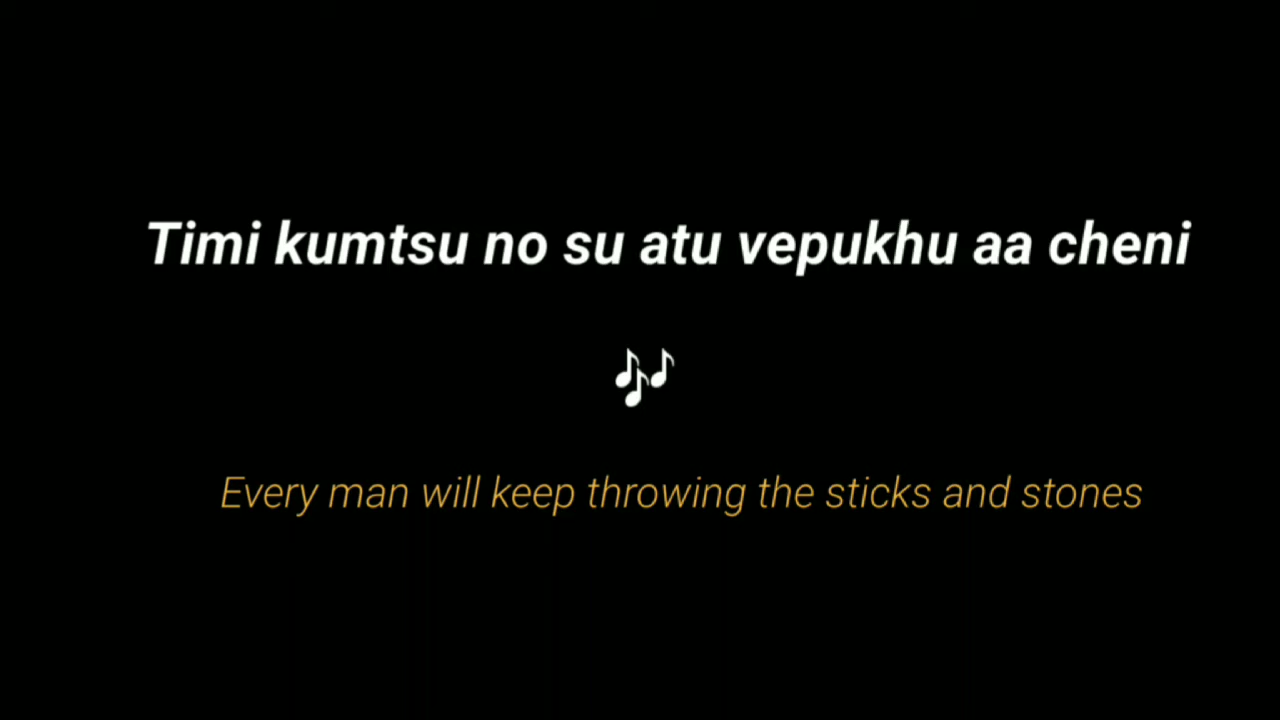 Timi kumtsu no su atu vepukhu aa cheni
Every man will keep throwing the sticks and stones